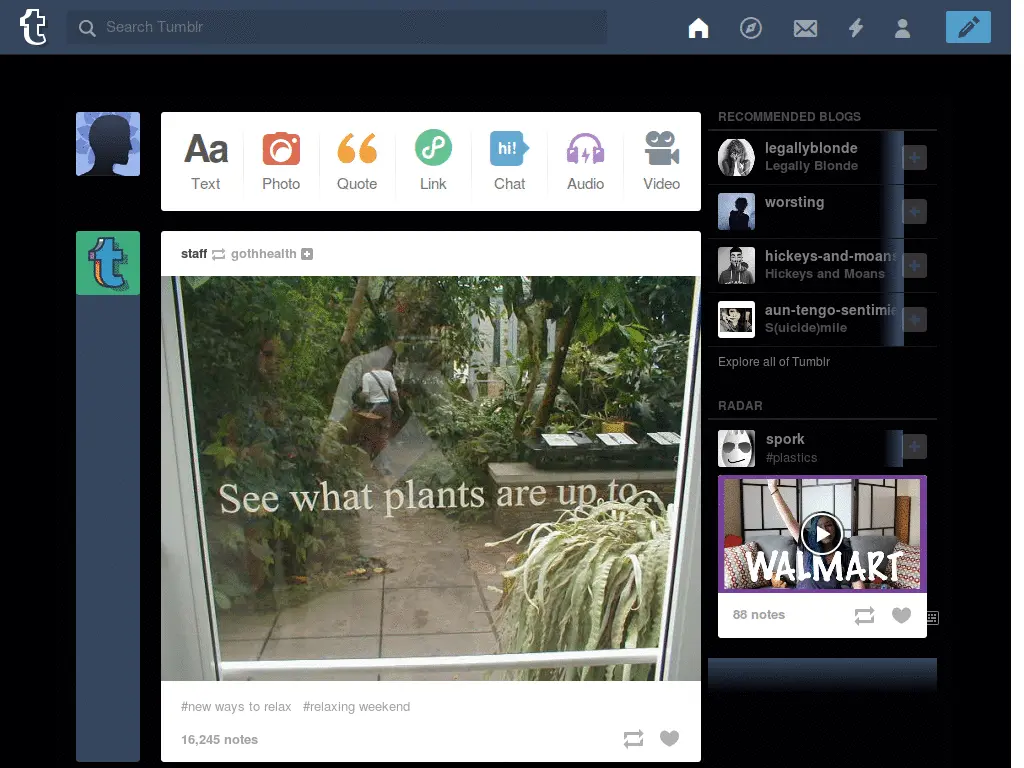 Search Tumblr
Aa
hi!
Text
Photo
Quote
Link
Chat
Audio
Video
staff gothhealth
See what plants are up to...
#new ways to relax #relaxing weekend
16,245 notes
RECOMMENDED BLOGS
legallyblonde
Legally Blonde
worsting
hickeys-and-moans
Hickeys and Moans
aun-tengo-sentimie
S(uicide)mile
Explore all of Tumblr
RADAR
spork
#plastics
WALMART
88 notes